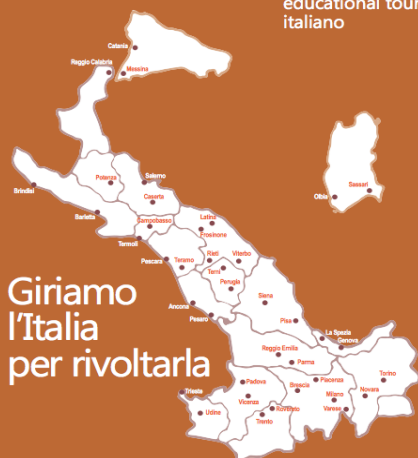 educational tour
italiano
Catania
Reggio Calabria
Messina
Potenza
Salerno
Brindisi
Caserta
Barletta
Campobasso
Latina
Frosinone
Termoli
Olbia
Sassari
Pescara
Teramo
Rieti
Viterbo
Terni
Perugia
Ancona
Siena
Pesaro
Pisa
La Spezia
Genova
Giriamo
l'Italia
per rivoltarla
Reggio Emilia
Parma
Trieste
Padova
Brescia
Piacenza
Torino
Vicenza
Milano
Novara
Udine
Rovereto
Varese
Trento